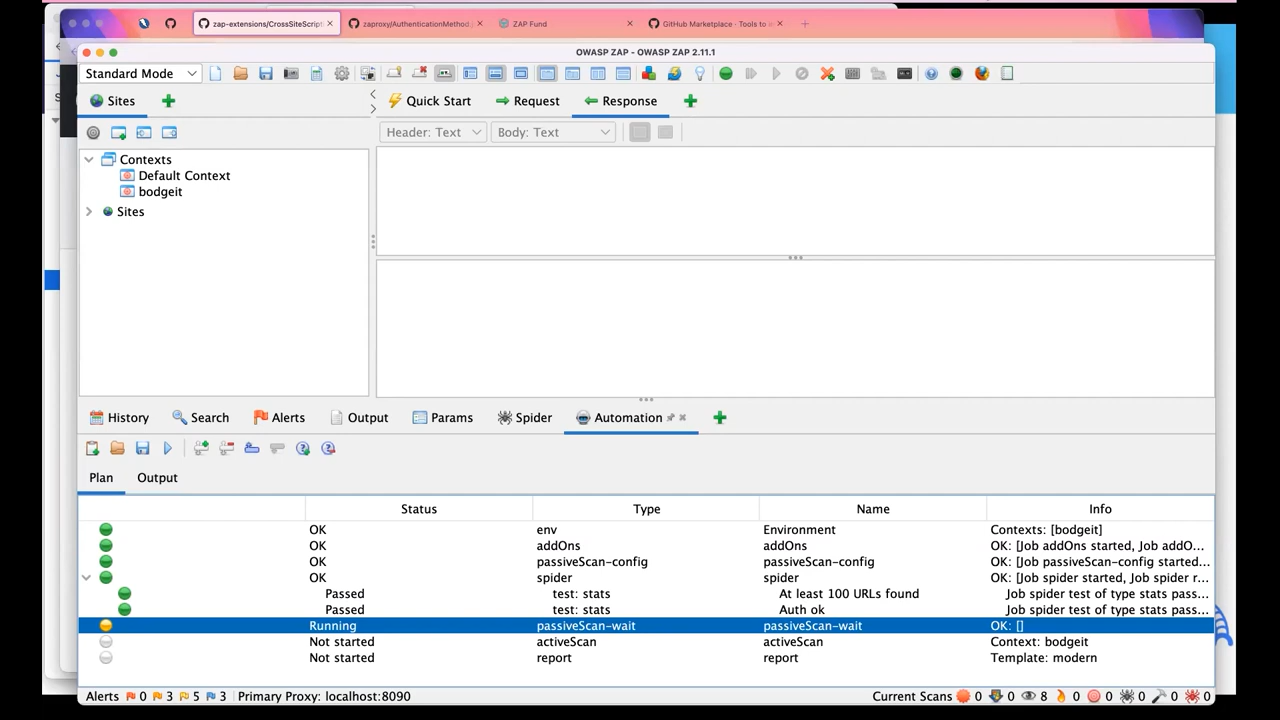 zap-extensions/CrossSiteScripti
zaproxy/AuthenticationMethod
ZAP Fund
GitHub Marketplace · Tools to
OWASP ZAP - OWASP ZAP 2.11.1
Standard Mode
Sites
Quick Start
Request
Response
Header: Text
Body: Text
Contexts
Default Context
bodgeit
Sites
History
Search
Alerts
Output
Params
Spider
Automation
Plan
Output
Status Type Name Info
OK env Environment Contexts: [bodgeit]
OK addOns addOns OK: [Job addOns started, Job addO...
OK passiveScan-config passiveScan-config OK: [Job passiveScan-config started...
OK spider spider OK: [Job spider started, Job spider r...
Passed test: stats At least 100 URLs found Job spider test of type stats pass...
Passed test: stats Auth ok Job spider test of type stats pass...
Running passiveScan-wait passiveScan-wait OK: []
Not started activeScan activeScan Context: bodgeit
Not started report report Template: modern
Alerts 0 3 5 3 Primary Proxy: localhost:8090 Current Scans 0 0 8 0 0 0 0 0